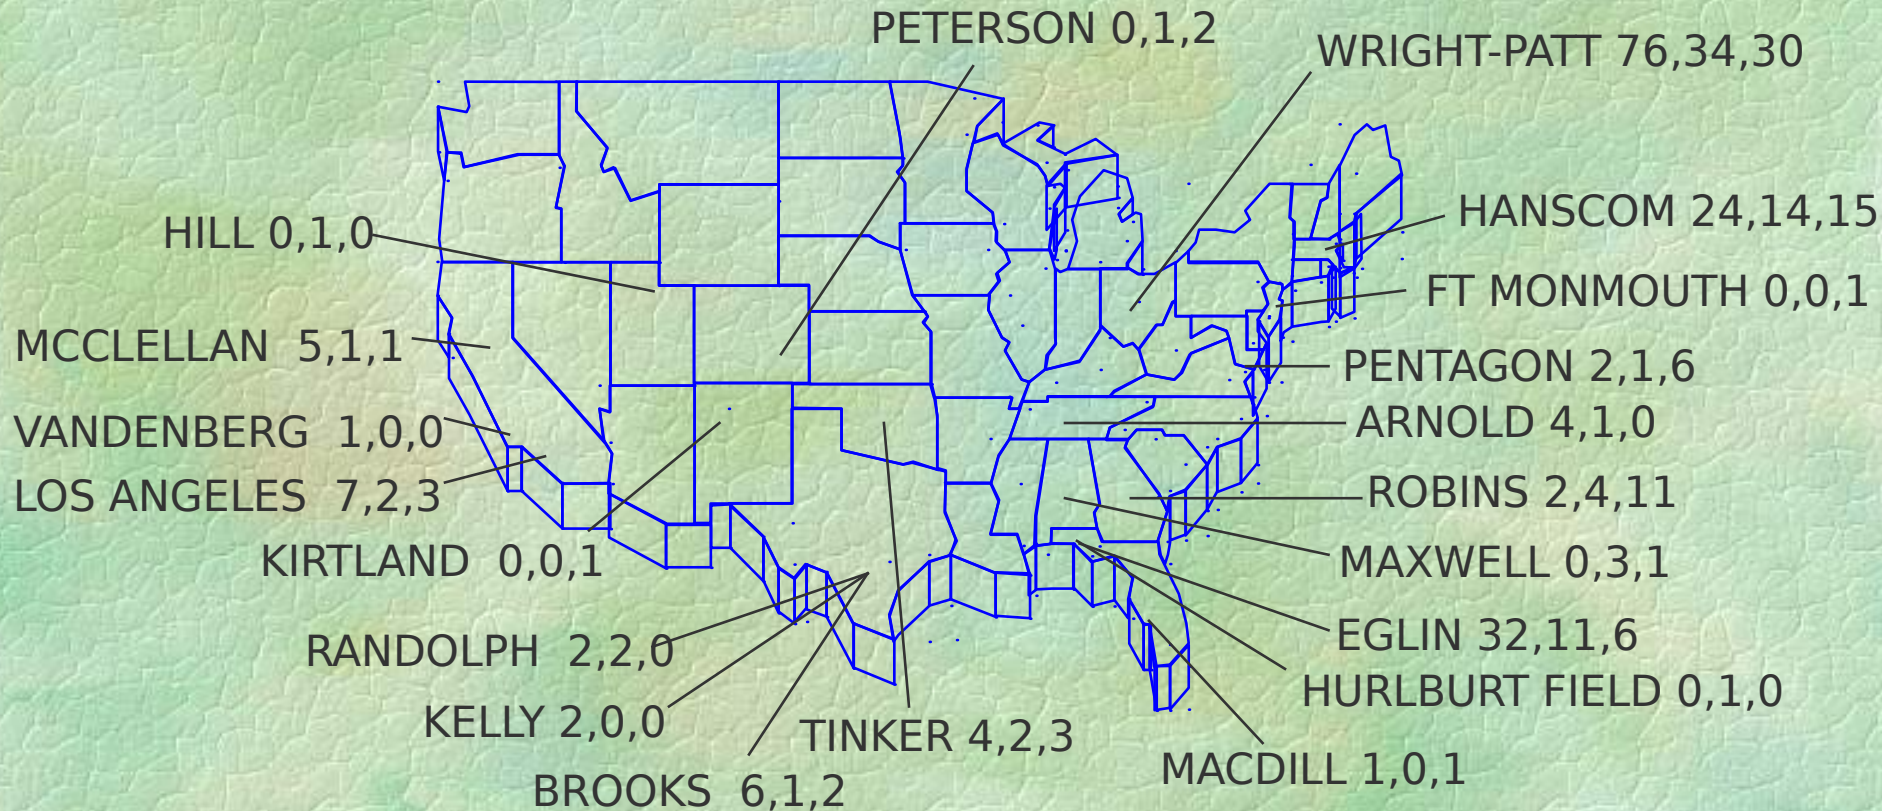 PETERSON 0,1,2
WRIGHT-PATT 76,34,30
HANSCOM 24,14,15
HILL 0,1,0
FT MONMOUTH 0,0,1
MCCLELLAN 5,1,1
PENTAGON 2,1,6
ARNOLD 4,1,0
VANDENBERG 1,0,0
LOS ANGELES 7,2,3
ROBINS 2,4,11
KIRTLAND 0,0,1
MAXWELL 0,3,1
EGLIN 32,11,6
RANDOLPH 2,2,0
HURLBURT FIELD 0,1,0
KELLY 2,0,0
TINKER 4,2,3
MACDILL 1,0,1
BROOKS 6,1,2